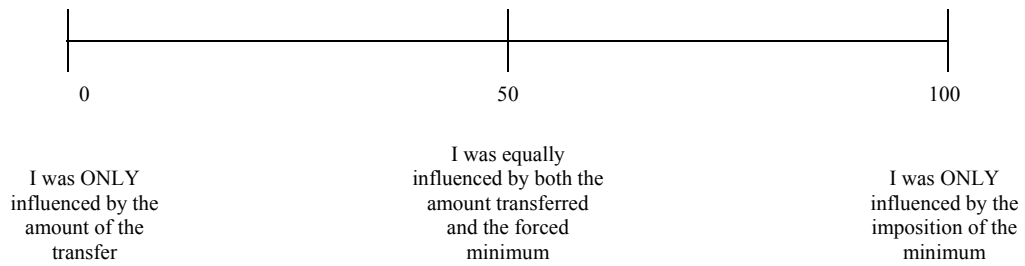 0
50
100
I was ONLY
influenced by the
amount of the
transfer
I was equally
influenced by both the
amount transferred
and the forced
minimum
I was ONLY
influenced by the
imposition of the
minimum